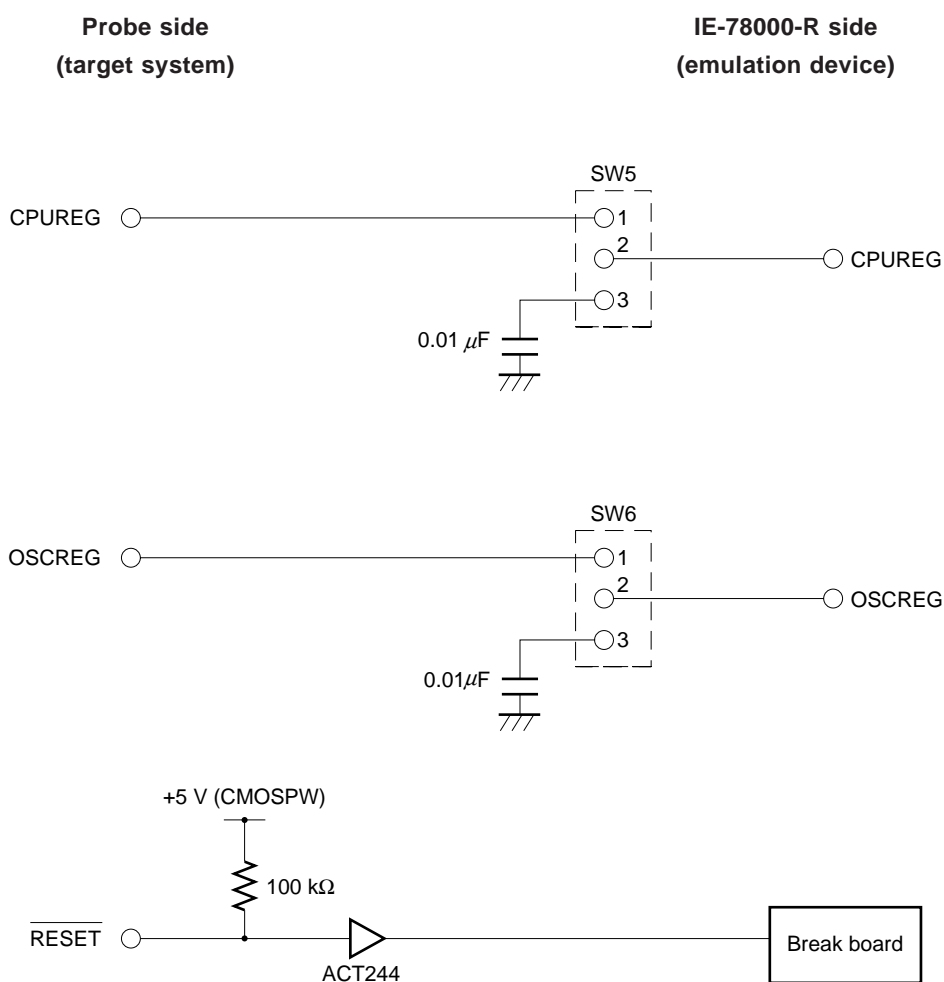 Probe side
(target system)
IE-78000-R side
(emulation device)
SW5
CPUREG
1
2
CPUREG
3
0.01 µF
SW6
OSCREG
1
2
OSCREG
3
0.01µF
+5 V (CMOSPW)
100 kΩ
RESET
ACT244
Break board